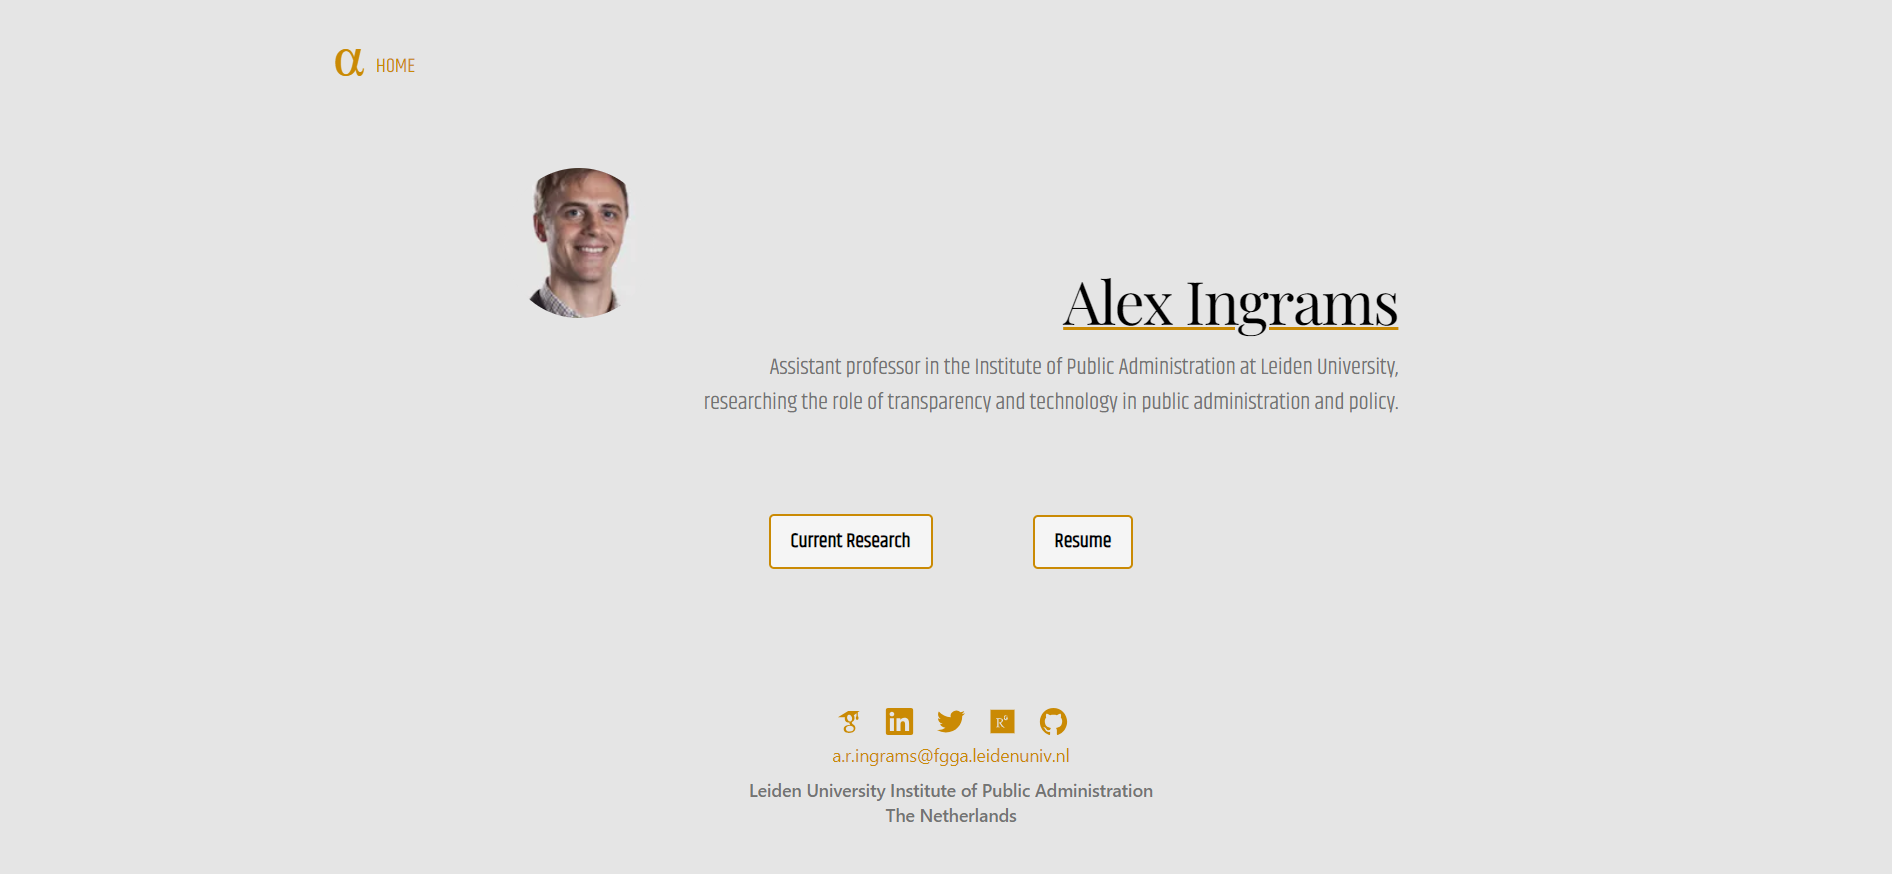 α HOME
Alex Ingrams
Assistant professor in the Institute of Public Administration at Leiden University,
researching the role of transparency and technology in public administration and policy.
Current Research
Resume
a.r.ingrams@fgga.leidenuniv.nl
Leiden University Institute of Public Administration
The Netherlands